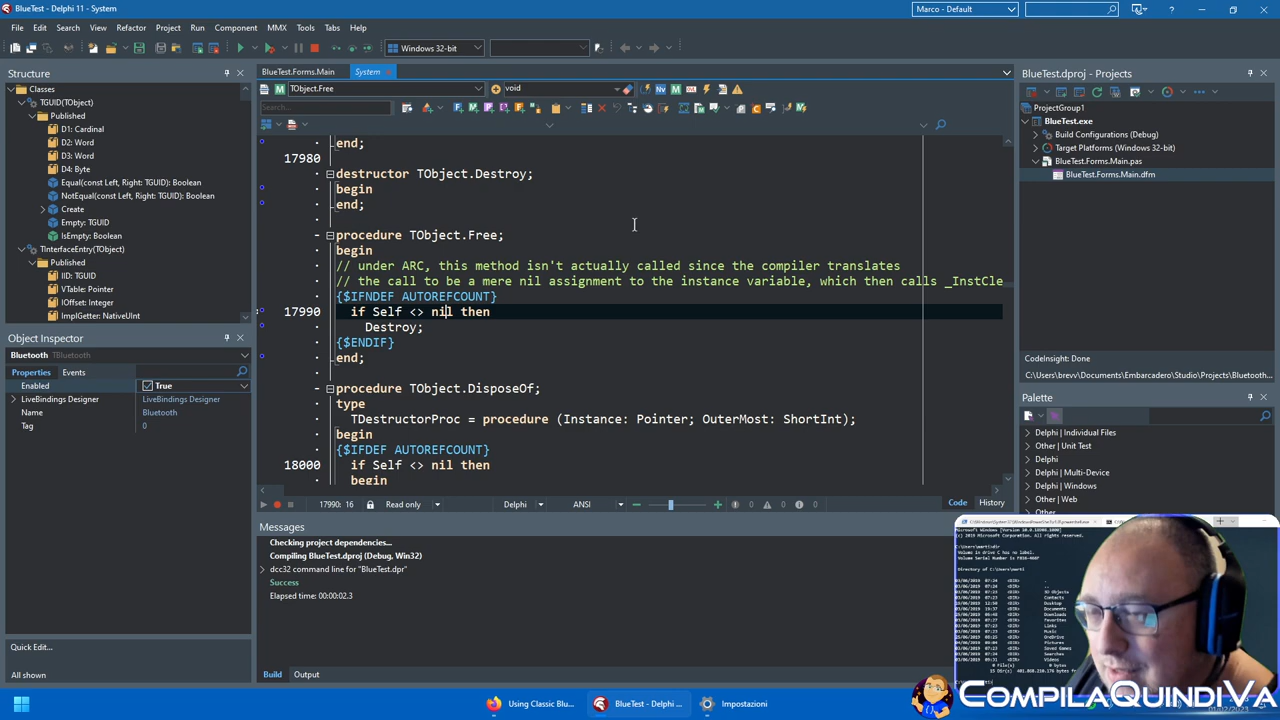 BlueTest - Delphi 11 - System
Marco - Default
File Edit Search View Refactor Project Run Component MMX Tools Tabs Help
Windows 32-bit
Structure
Classes
TGUID(TObject)
Published
D1: Cardinal
D2: Word
D3: Word
D4: Byte
Equal(const Left, Right: TGUID): Boolean
NotEqual(const Left, Right: TGUID): Boolean
Create
Empty: TGUID
IsEmpty: Boolean
TInterfaceEntry(TObject)
Published
IID: TGUID
VTable: Pointer
IOffset: Integer
ImplGetter: NativeUInt
Object Inspector
Bluetooth TBluetooth
Properties Events
Enabled True
LiveBindings Designer LiveBindings Designer
Name Bluetooth
Tag 0
Quick Edit...
All shown
BlueTest.Forms.Main System
TObject.Free void
Search...
end;
17980
destructor TObject.Destroy;
begin
end;
procedure TObject.Free;
begin
// under ARC, this method isn't actually called since the compiler translates
// the call to be a mere nil assignment to the instance variable, which then calls _InstCle
{$IFNDEF AUTOREFCOUNT}
17990 if Self <> nil then
Destroy;
{$ENDIF}
end;
procedure TObject.DisposeOf;
type
TDestructorProc = procedure (Instance: Pointer; OuterMost: ShortInt);
begin
{$IFDEF AUTOREFCOUNT}
18000 if Self <> nil then
begin
17990: 16 Read only Delphi ANSI 0 0 0 Code History
Messages
Checking project dependencies...
Compiling BlueTest.dproj (Debug, Win32)
dcc32 command line for "BlueTest.dpr"
Success
Elapsed time: 00:00:02.3
Build Output
BlueTest.dproj - Projects
ProjectGroup1
BlueTest.exe
Build Configurations (Debug)
Target Platforms (Windows 32-bit)
BlueTest.Forms.Main.pas
BlueTest.Forms.Main.dfm
CodeInsight: Done
C:\Users\brevv\Documents\Embarcadero\Studio\Projects\Bluetooth...
Palette
Delphi | Individual Files
Other | Unit Test
Delphi
Delphi | Multi-Device
Delphi | Windows
Other | Web
Other
Using Classic Blu...
BlueTest - Delphi ...
Impostazioni
COMPILAQUINDIVA